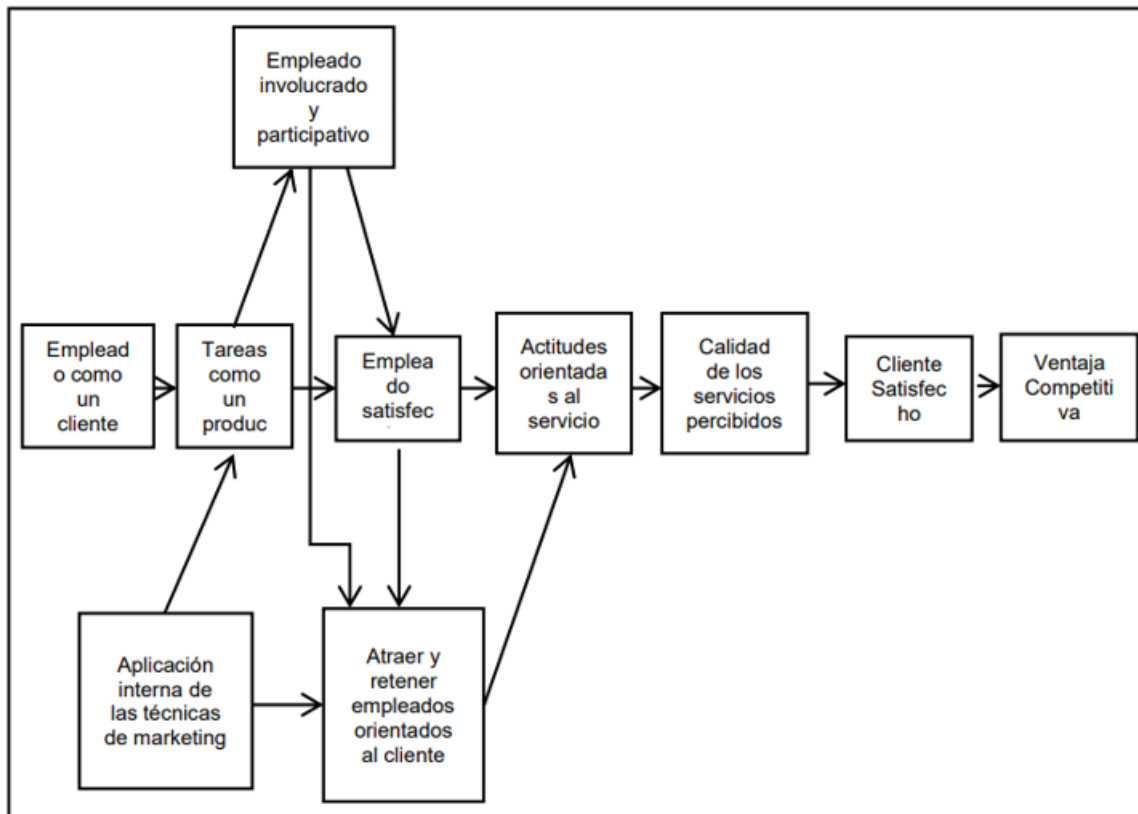 Empleado
involucrado
y
participativo
Emplead
o como
un
cliente
Tareas
como
un
produc
Emplea
do
satisfec
Actitudes
orientada
s al
servicio
Calidad
de los
servicios
percibidos
Cliente
Satisfec
ho
Ventaja
Competiti
va
Aplicación
interna de
las técnicas
de marketing
Atraer y
retener
empleados
orientados
al cliente